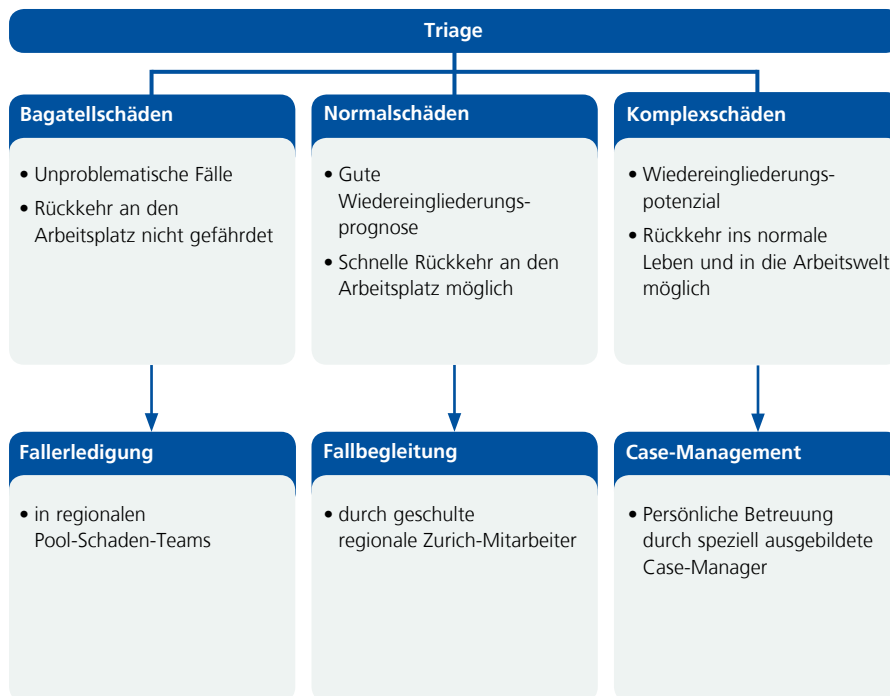 Triage
Bagatellschäden
• Unproblematische Fälle
• Rückkehr an den
Arbeitsplatz nicht gefährdet
Normalschäden
• Gute
Wiedereingliederungs-
prognose
• Schnelle Rückkehr an den
Arbeitsplatz möglich
Komplexschäden
• Wiedereingliederungs-
potenzial
• Rückkehr ins normale
Leben und in die Arbeitswelt
möglich
Fallerledigung
• in regionalen
Pool-Schaden-Teams
Fallbegleitung
• durch geschulte
regionale Zurich-Mitarbeiter
Case-Management
• Persönliche Betreuung
durch speziell ausgebildete
Case-Manager